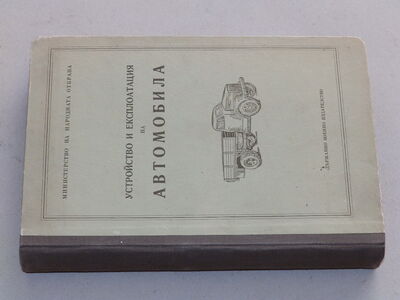 МИНИСТЕРСТВО НА НАРОДНАТА ОТБРАНА
УСТРОЙСТВО И ЕКСПЛОАТАЦИЯ
НА
АВТОМОБИЛА
ДЪРЖАВНО ВОЕННО ИЗДАТЕЛСТВО